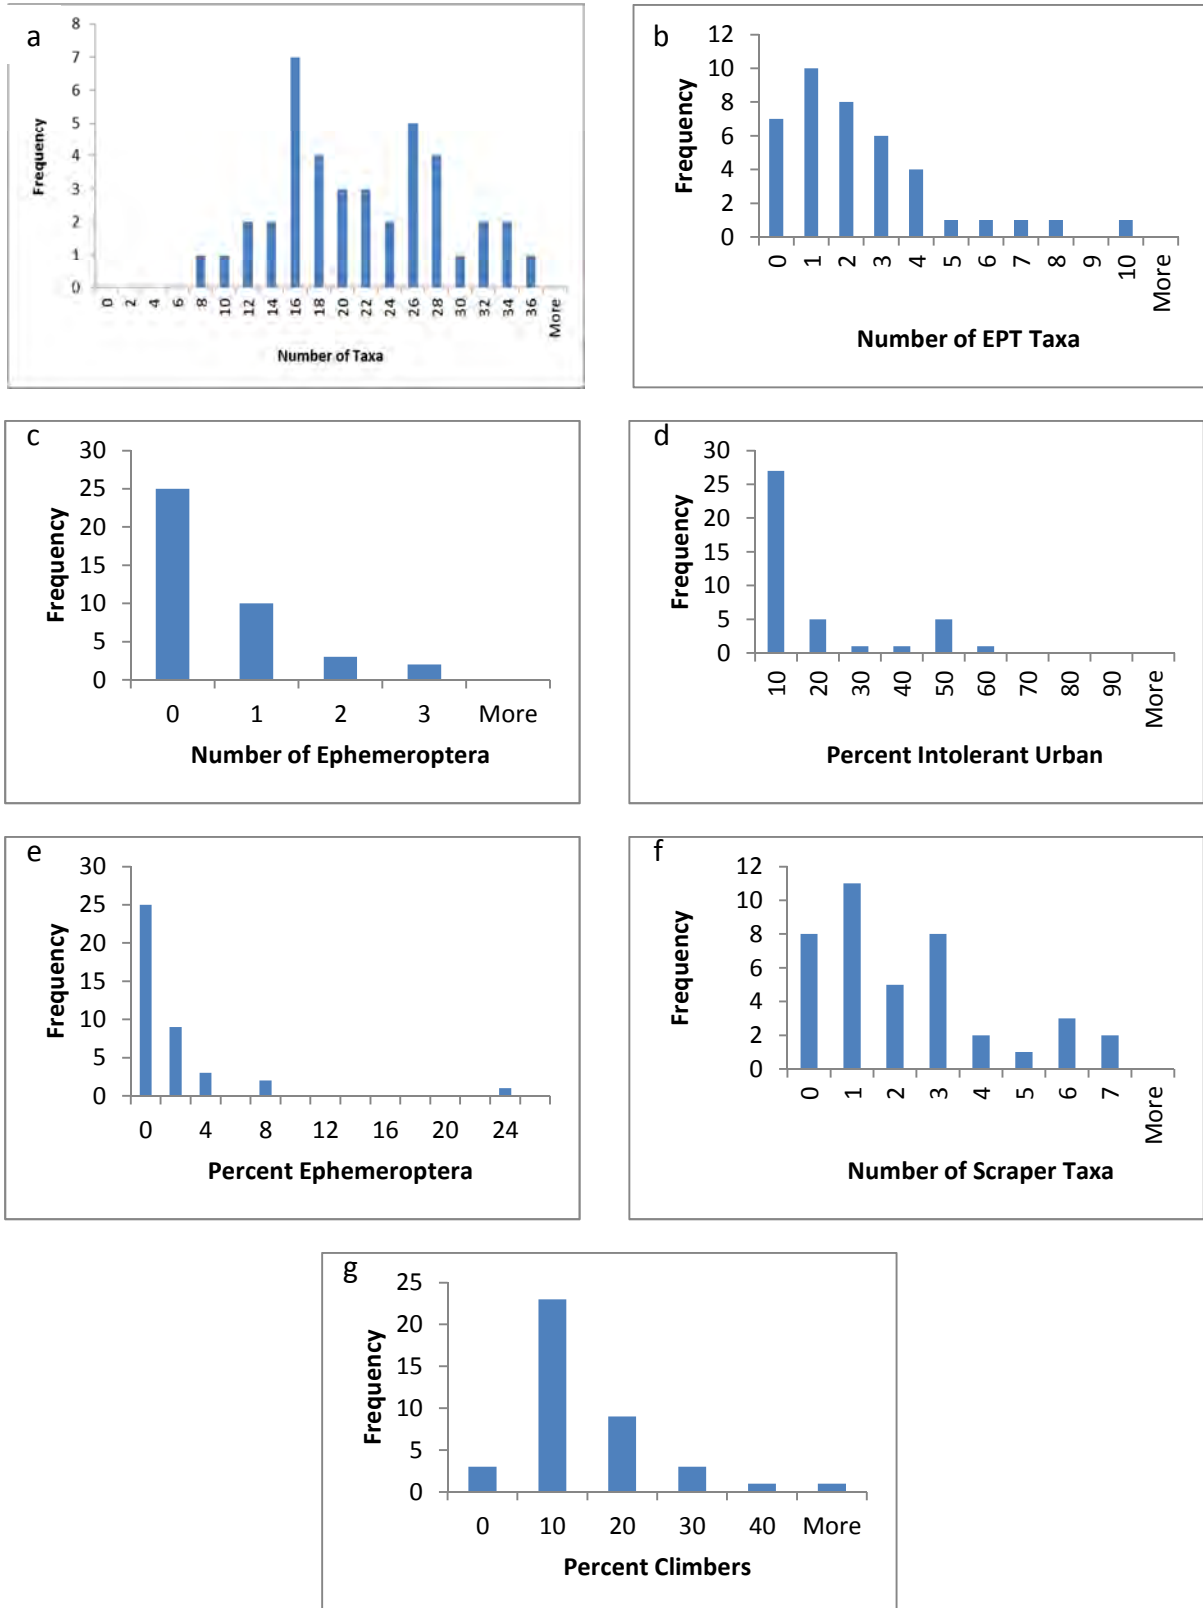 a
8
7
6
5
4
3
2
1
0
Frequency
0 2 4 6 8 10 12 14 16 18 20 22 24 26 28 30 32 34 36 More
Number of Taxa
b
12
10
8
6
4
2
0
Frequency
0 1 2 3 4 5 6 7 8 9 10 More
Number of EPT Taxa
c
30
25
20
15
10
5
0
Frequency
0 1 2 3 More
Number of Ephemeroptera
d
30
25
20
15
10
5
0
Frequency
10 20 30 40 50 60 70 80 90 More
Percent Intolerant Urban
e
30
25
20
15
10
5
0
Frequency
0 4 8 12 16 20 24
Percent Ephemeroptera
f
12
10
8
6
4
2
0
Frequency
0 1 2 3 4 5 6 7 More
Number of Scraper Taxa
g
25
20
15
10
5
0
Frequency
0 10 20 30 40 More
Percent Climbers